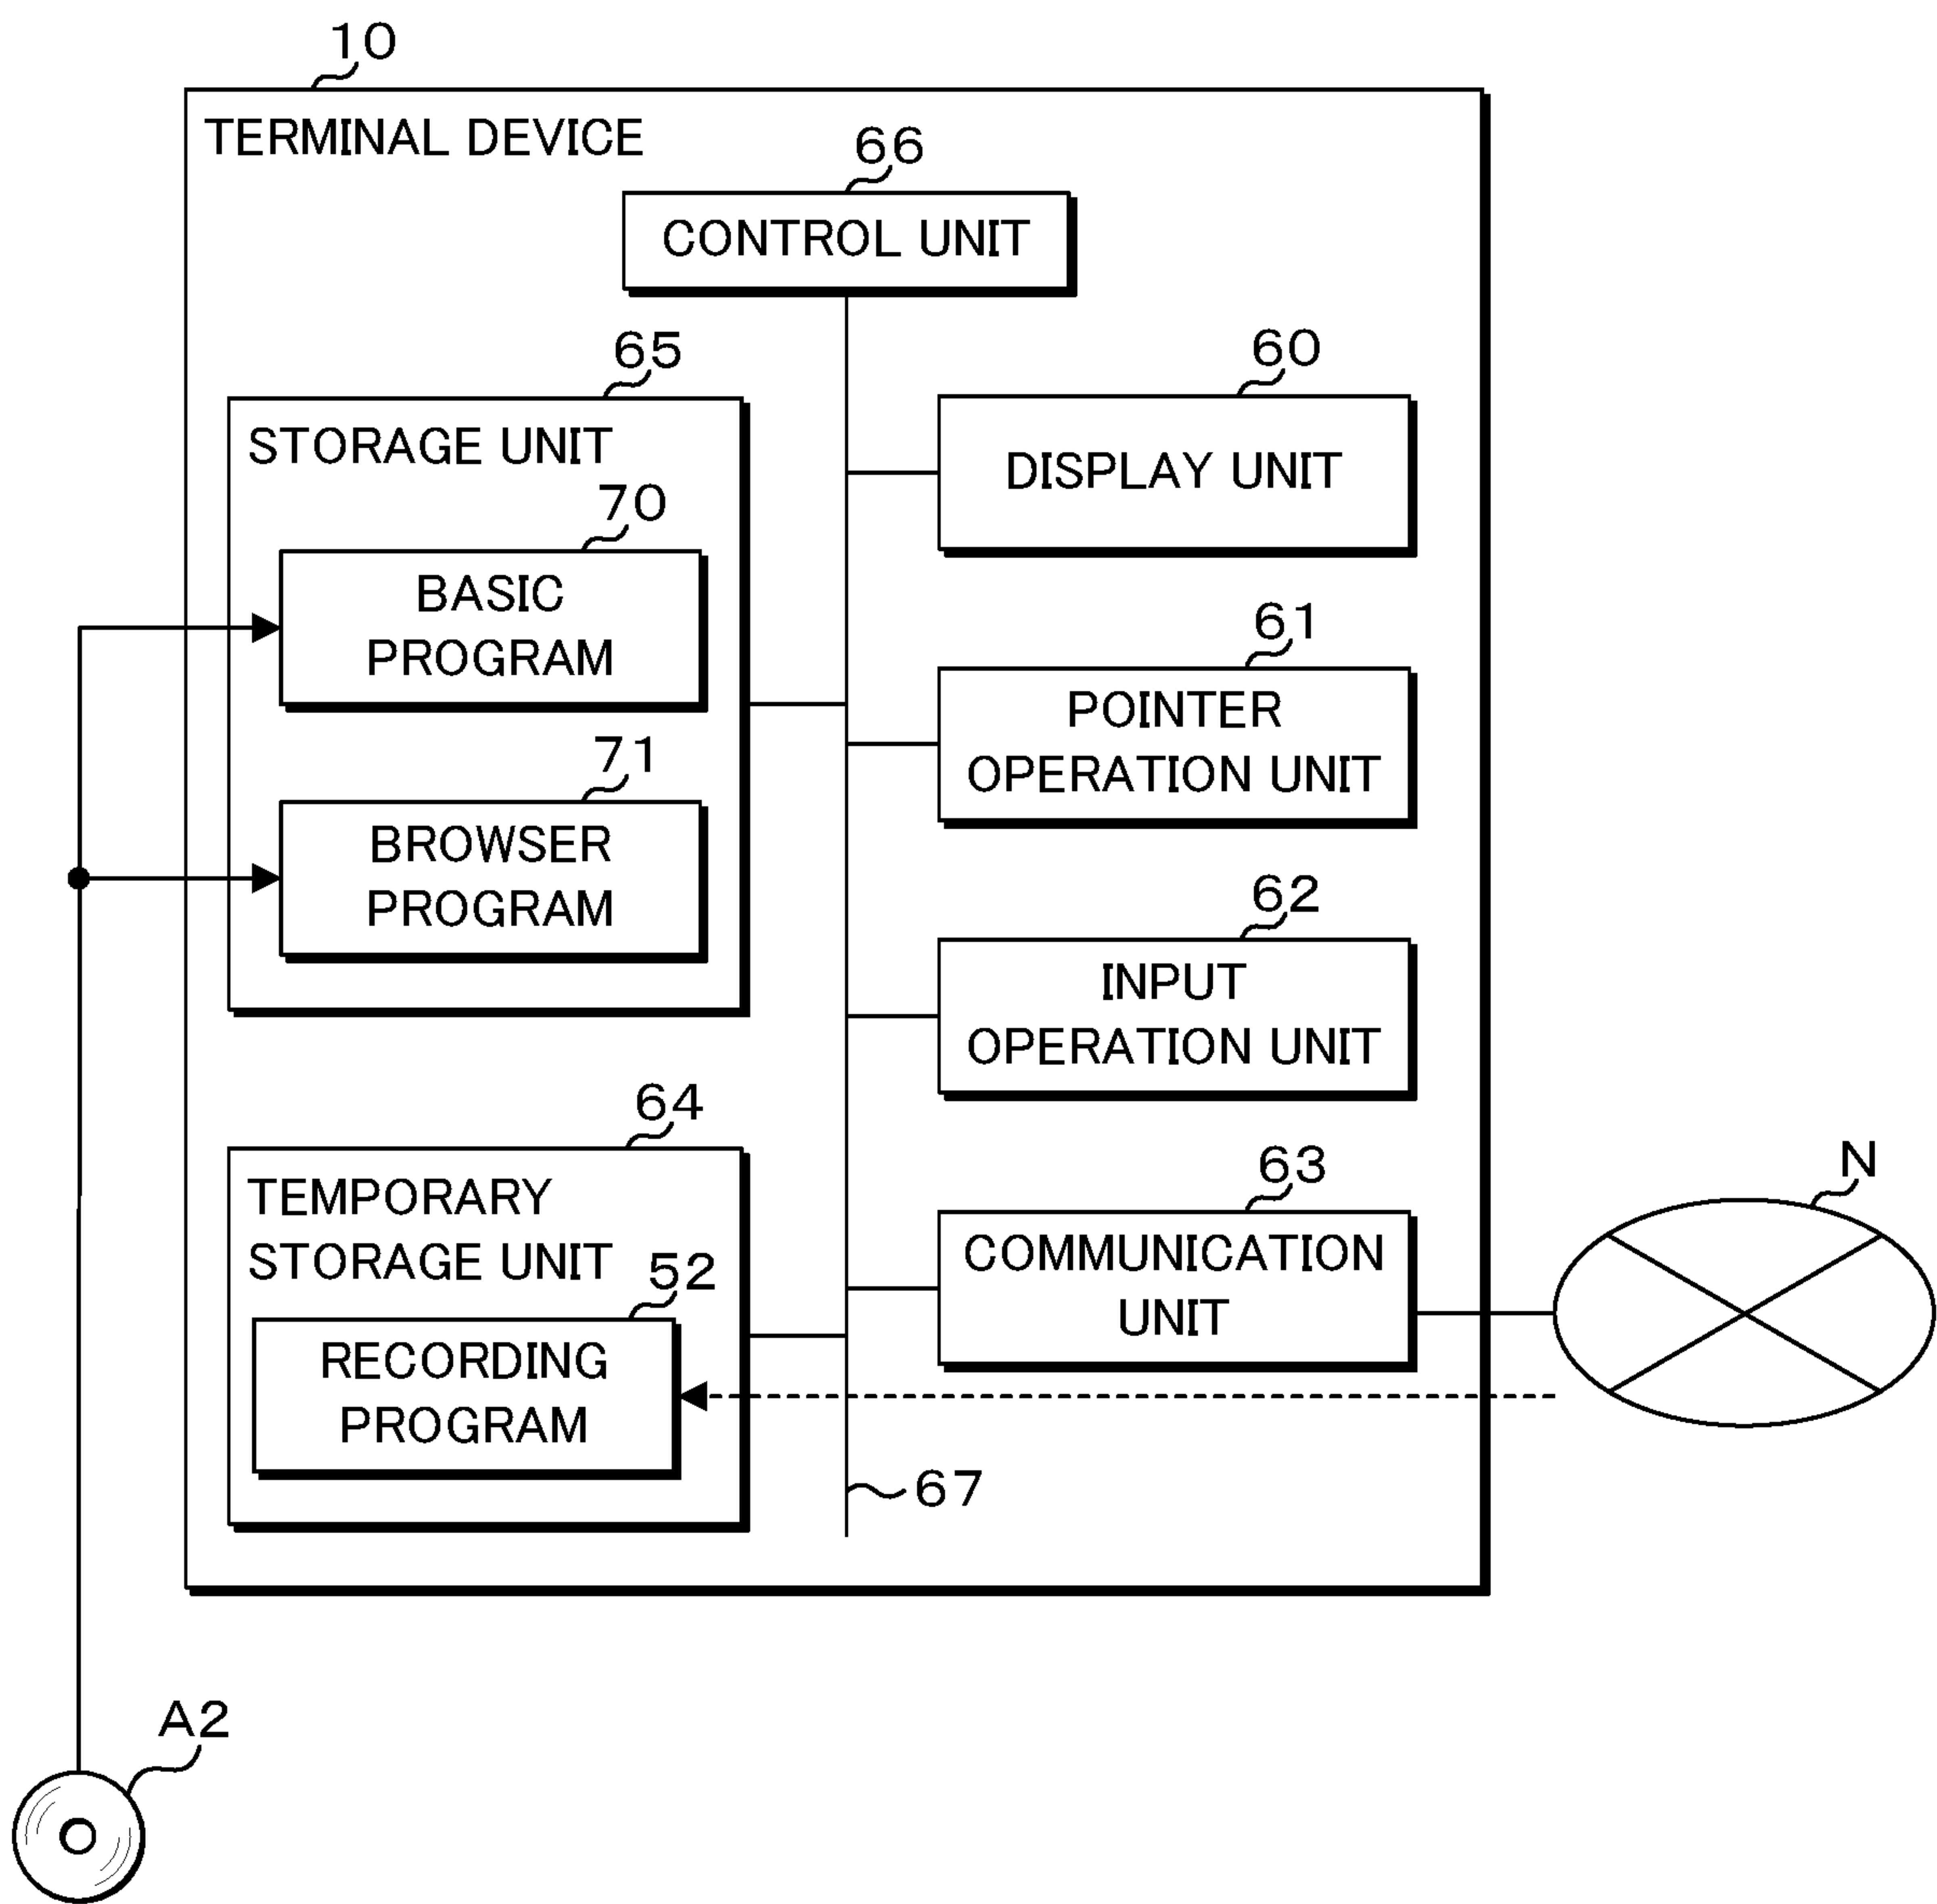 10
TERMINAL DEVICE
66
CONTROL UNIT
65
STORAGE UNIT
70
BASIC
PROGRAM
71
BROWSER
PROGRAM
60
DISPLAY UNIT
61
POINTER
OPERATION UNIT
62
INPUT
OPERATION UNIT
64
TEMPORARY
STORAGE UNIT
52
RECORDING
PROGRAM
63
COMMUNICATION
UNIT
N
67
A2